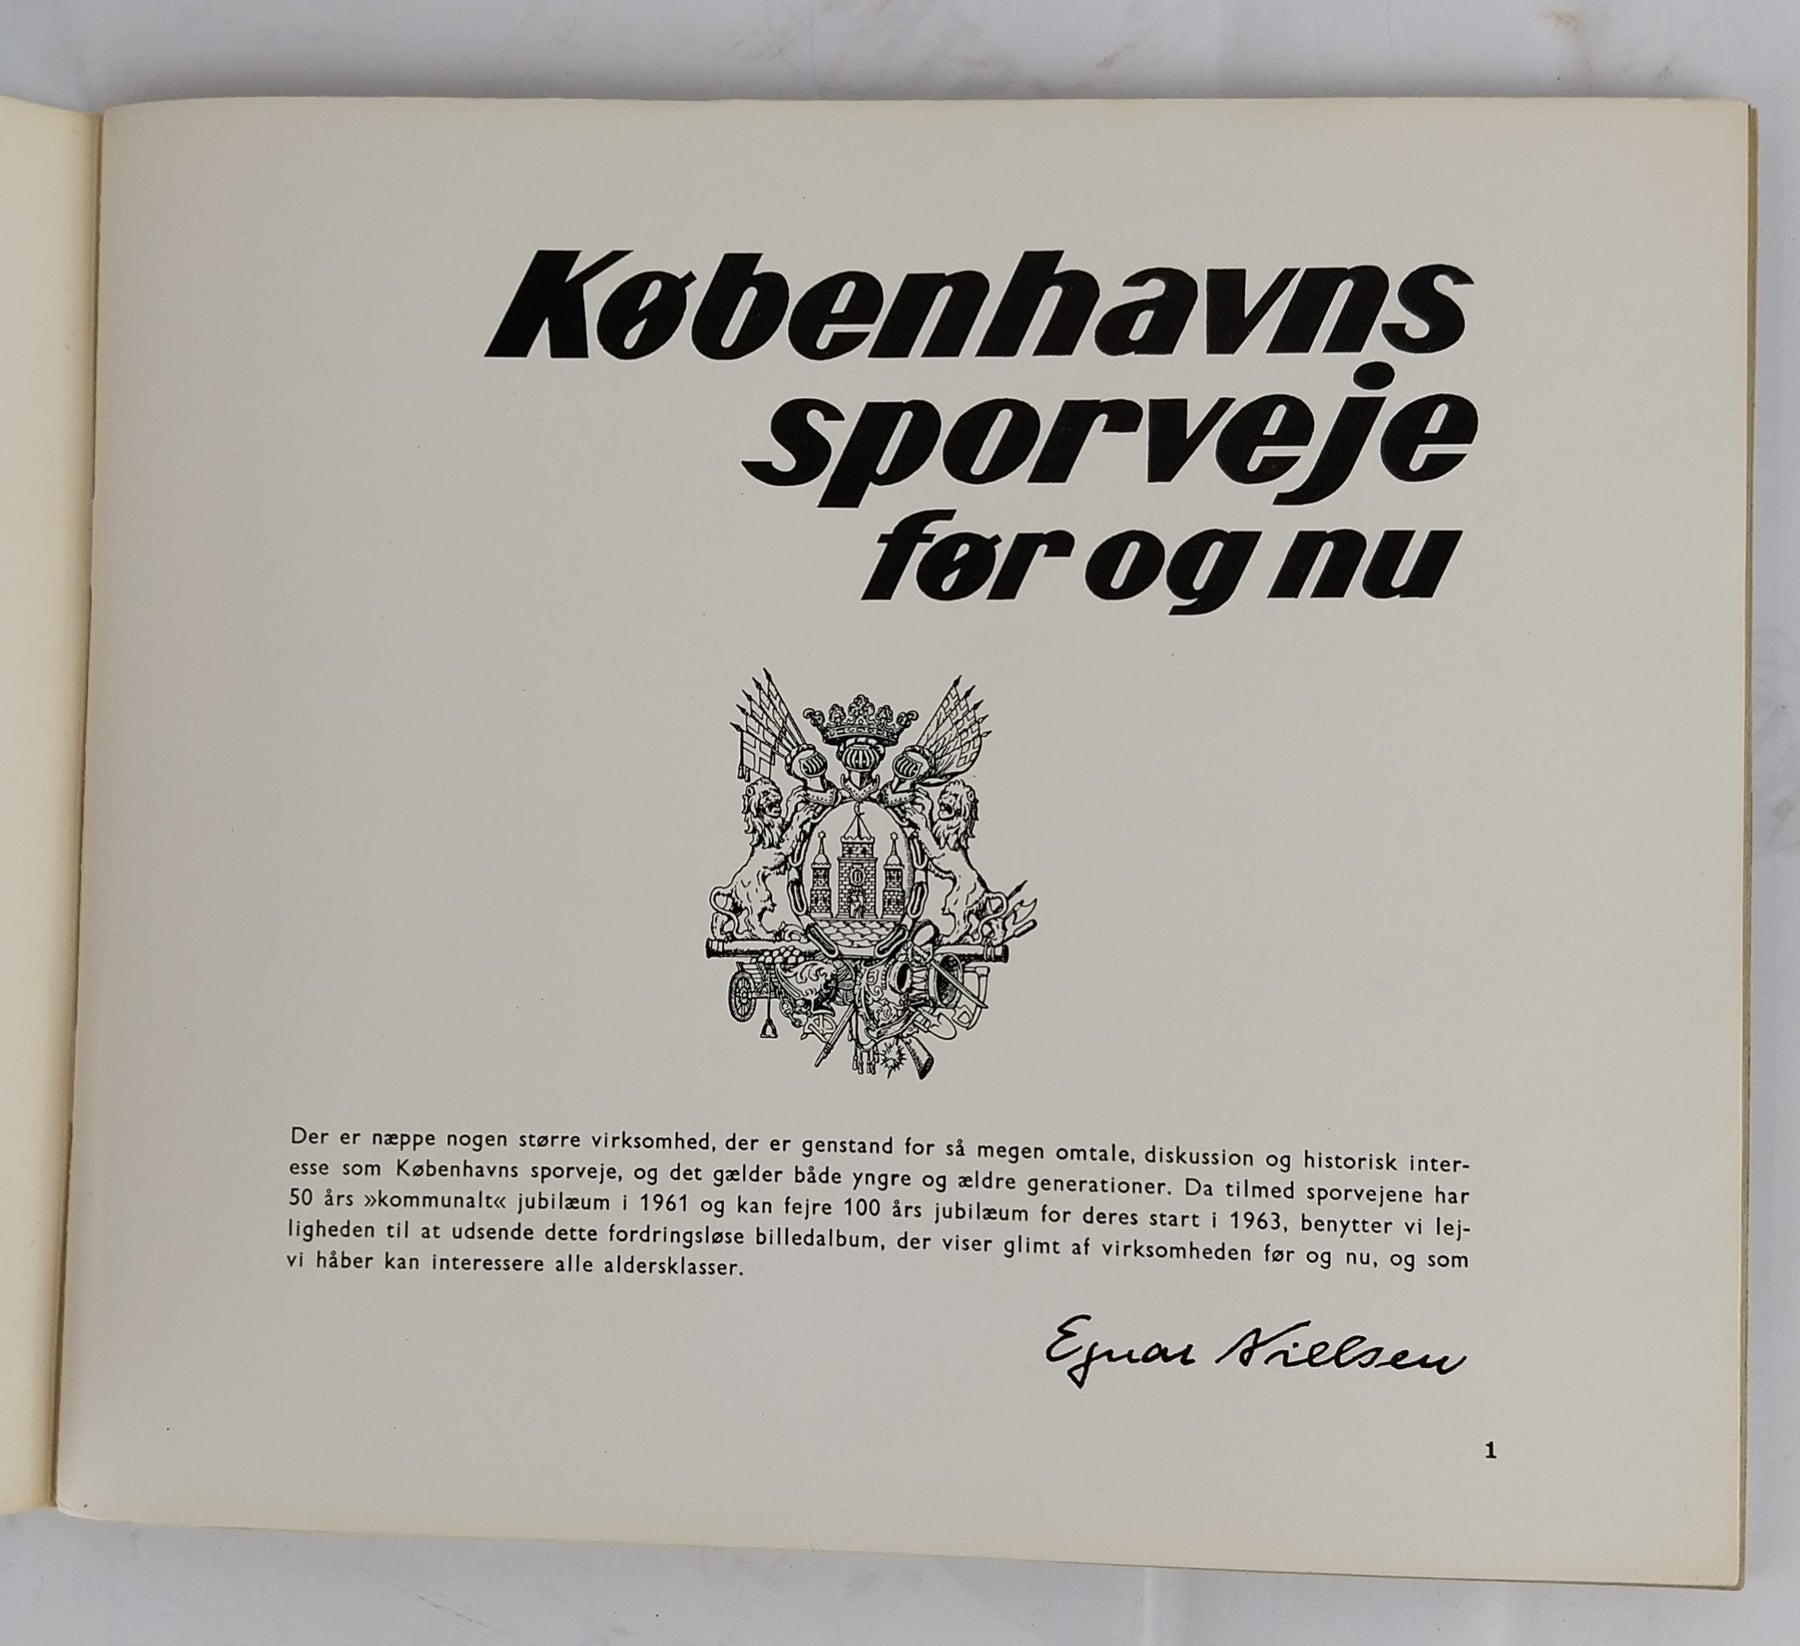 Københavns
sporveje
før og nu
Der er næppe nogen større virksomhed, der er genstand for så megen omtale, diskussion og historisk inter-
esse som Københavns sporveje, og det gælder både yngre og ældre generationer. Da tilmed sporvejene har
50 års »kommunalt« jubilæum i 1961 og kan fejre 100 års jubilæum for deres start i 1963, benytter vi lej-
ligheden til at udsende dette fordringsløse billedalbum, der viser glimt af virksomheden før og nu, og som
vi håber kan interessere alle aldersklasser.
Egnar Nielsen
1